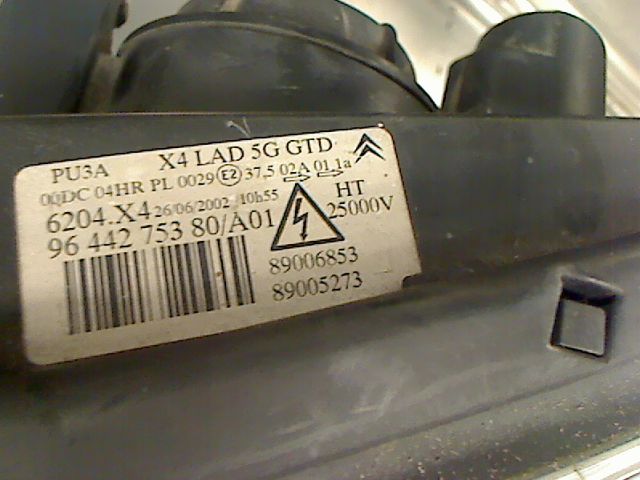 PU3A X4 LAD 5G GTD
00DC 04HR PL 0029 E2 37,5 02A 01 1a
6204.X4 26/06/2002 10h55 HT
96 442 753 80/A01 25000V
89006853
89005273